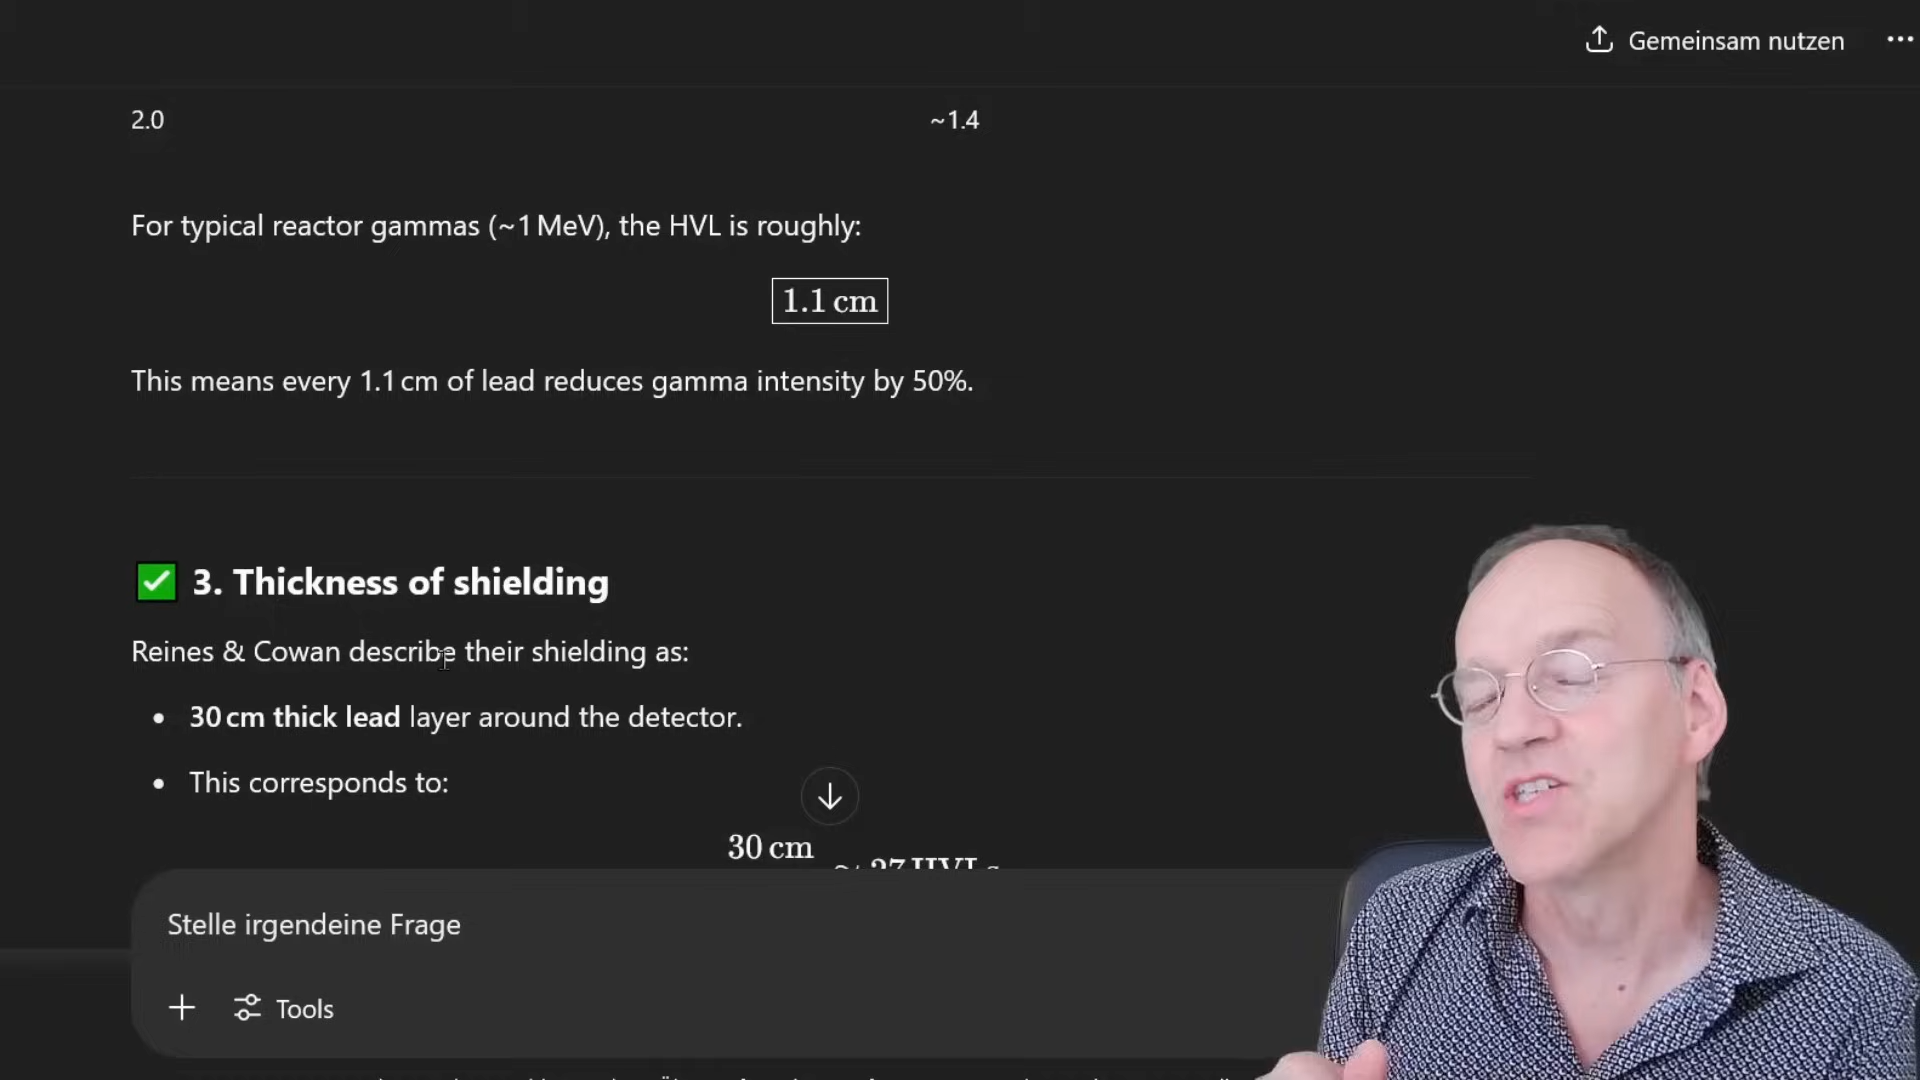 Gemeinsam nutzen
2.0 ~1.4
For typical reactor gammas (~1 MeV), the HVL is roughly:
1.1 cm
This means every 1.1 cm of lead reduces gamma intensity by 50%.
✅ 3. Thickness of shielding
Reines & Cowan describe their shielding as:
• 30 cm thick lead layer around the detector.
• This corresponds to:
30 cm
Stelle irgendeine Frage
Tools